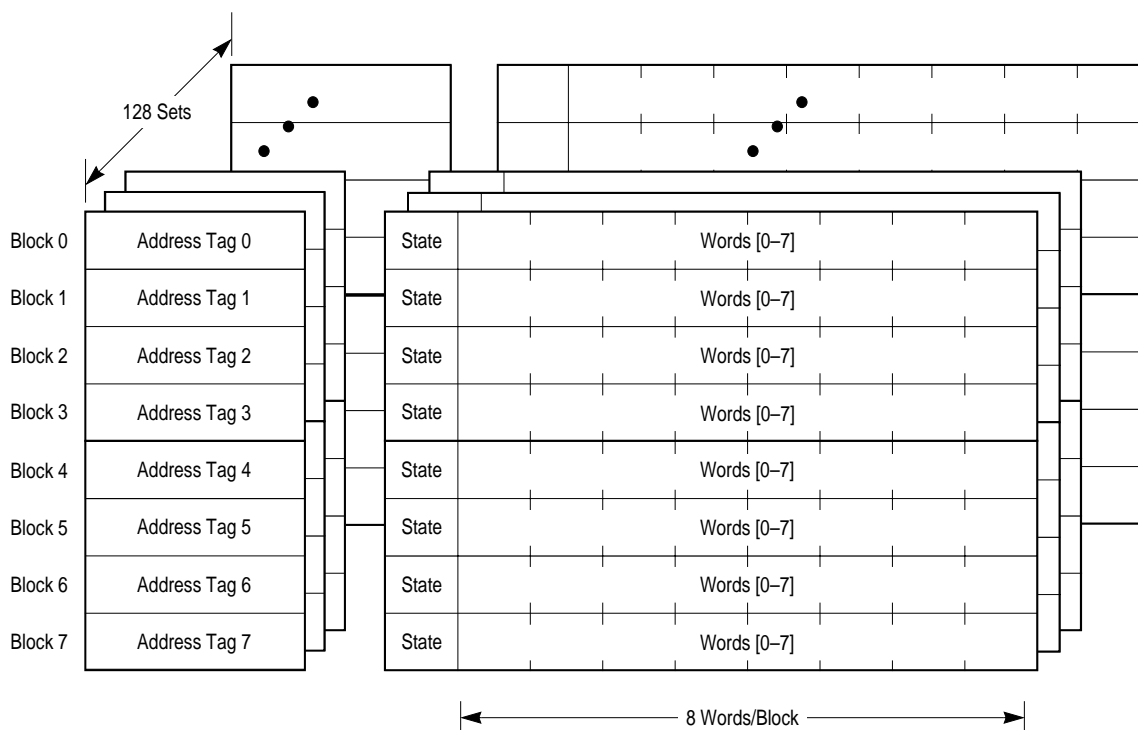 128 Sets
Block 0 Address Tag 0 State Words [0–7]
Block 1 Address Tag 1 State Words [0–7]
Block 2 Address Tag 2 State Words [0–7]
Block 3 Address Tag 3 State Words [0–7]
Block 4 Address Tag 4 State Words [0–7]
Block 5 Address Tag 5 State Words [0–7]
Block 6 Address Tag 6 State Words [0–7]
Block 7 Address Tag 7 State Words [0–7]
8 Words/Block